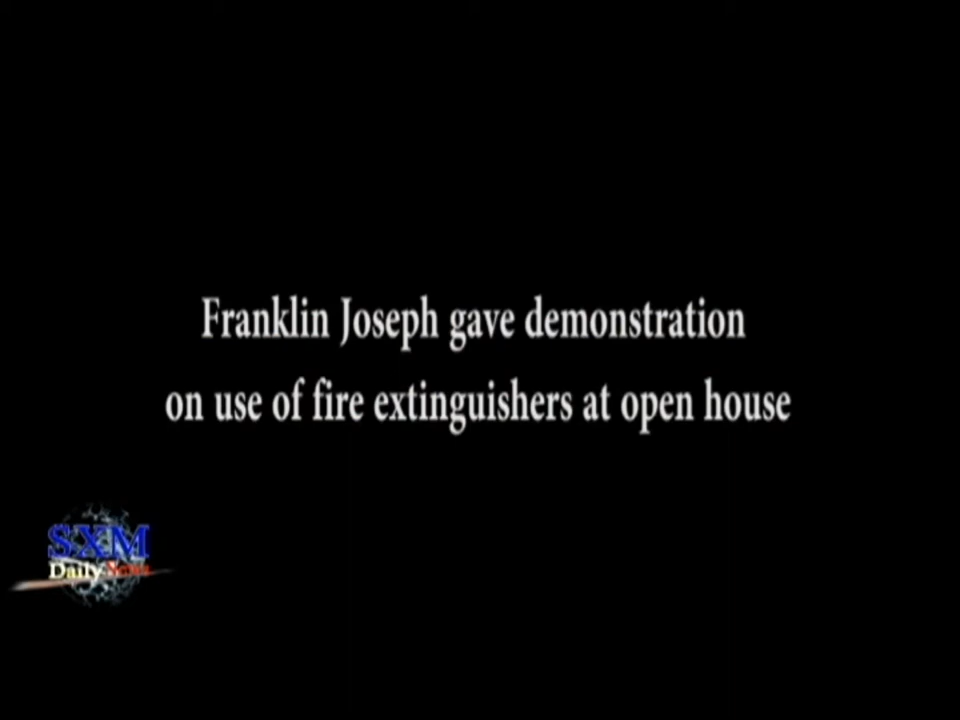 Franklin Joseph gave demonstration
on use of fire extinguishers at open house
SXM
Daily News